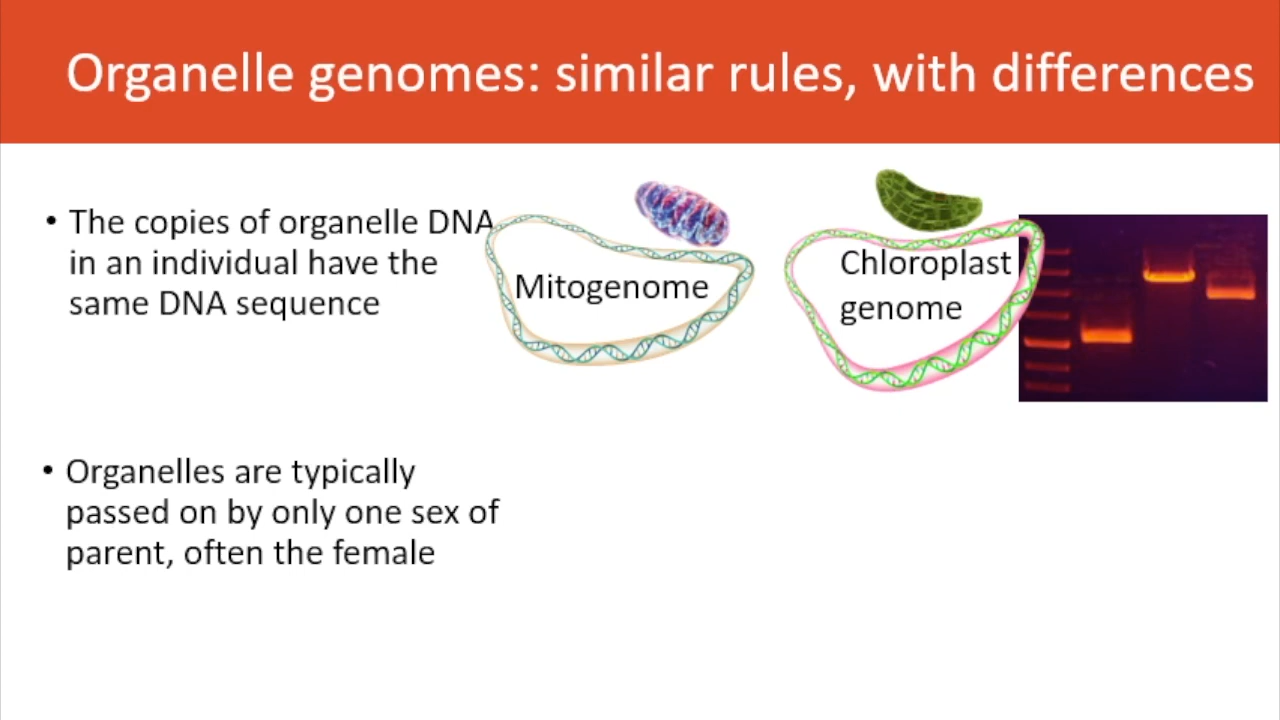 Organelle genomes: similar rules, with differences
• The copies of organelle DNA
in an individual have the
same DNA sequence
Mitogenome
Chloroplast
genome
• Organelles are typically
passed on by only one sex of
parent, often the female